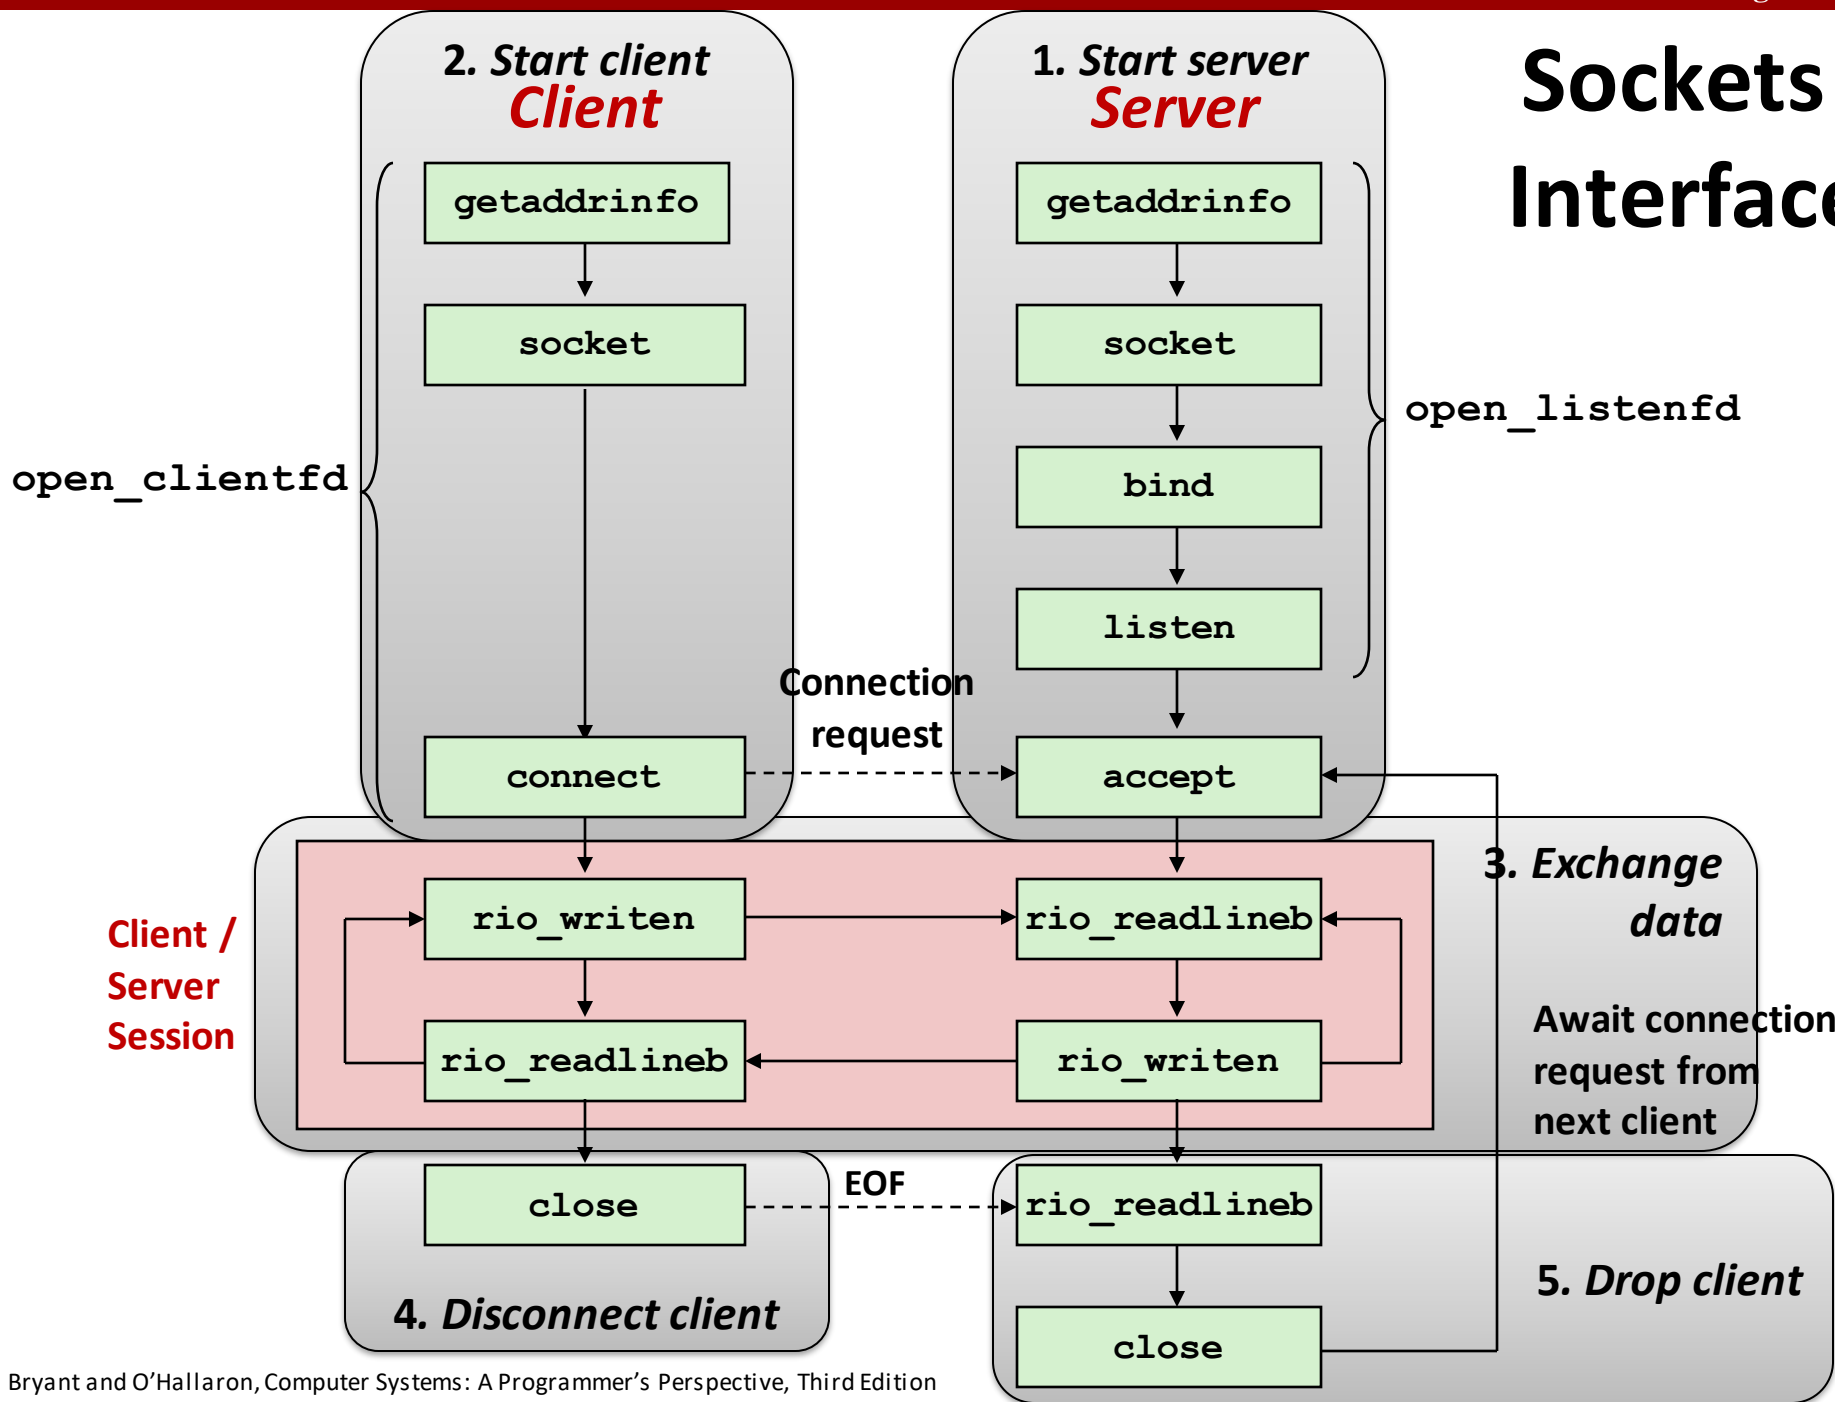 Sockets
Interface
2. Start client
Client
1. Start server
Server
getaddrinfo
getaddrinfo
socket
socket
open_listenfd
open_clientfd
bind
listen
Connection
request
connect
accept
3. Exchange
data
Client /
Server
Session
rio_writen
rio_readlineb
Await connection
request from
next client
rio_readlineb
rio_writen
close
EOF
rio_readlineb
4. Disconnect client
5. Drop client
close
Bryant and O'Hallaron, Computer Systems: A Programmer's Perspective, Third Edition